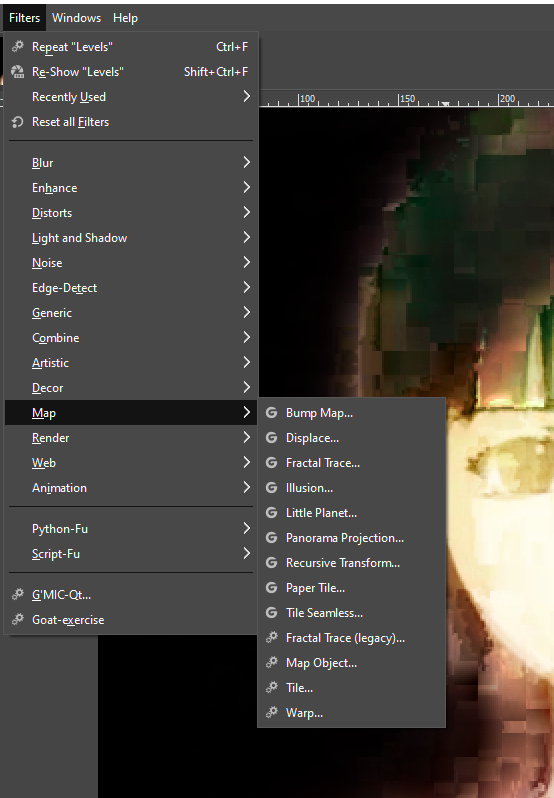 Filters Windows Help
Repeat "Levels" Ctrl+F
Re-Show "Levels" Shift+Ctrl+F
Recently Used
Reset all Filters
100 150 200
Blur
Enhance
Distorts
Light and Shadow
Noise
Edge-Detect
Generic
Combine
Artistic
Decor
Map
Render
Web
Animation
Python-Fu
Script-Fu
G'MIC-Qt...
Goat-exercise
Bump Map...
Displace...
Fractal Trace...
Illusion...
Little Planet...
Panorama Projection...
Recursive Transform...
Paper Tile...
Tile Seamless...
Fractal Trace (legacy)...
Map Object...
Tile...
Warp...